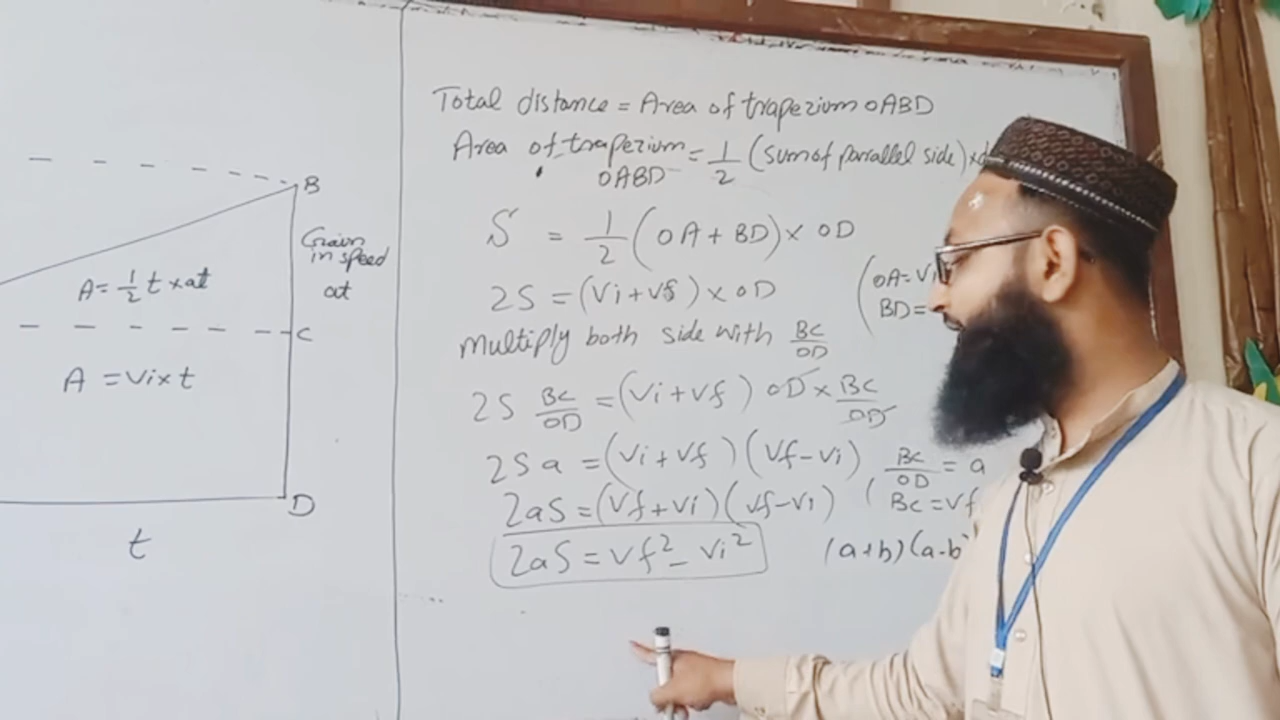 B
Gain
in speed
at
A = 1/2 t × at
C
A = Vi × t
D
t
Total distance = Area of trapezium OABD
Area of trapezium = 1/2 (Sum of parrallel side) ×
OABD
S = 1/2 (OA + BD) × OD
2S = (Vi + Vf) × OD
(OA = Vi
BD =
Multiply both side with BC/OD
2S BC/OD = (Vi + Vf) OD × BC/OD
2Sa = (Vi + Vf) (Vf - Vi)
BC/OD = a
2aS = (Vf + Vi) (Vf - Vi)
( BC = Vf
2aS = Vf² - Vi²
(a+b) (a-b